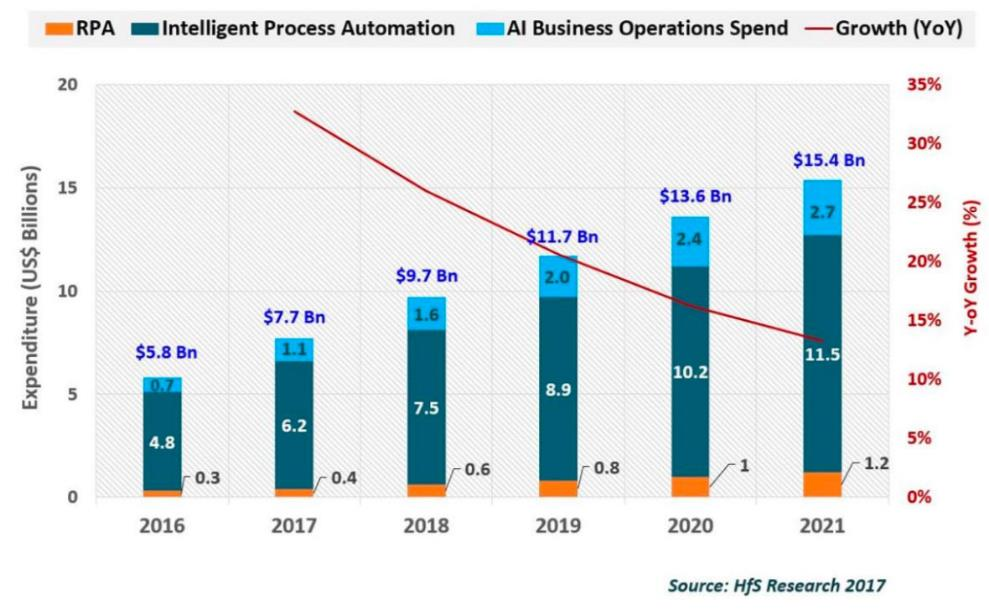 RPA Intelligent Process Automation AI Business Operations Spend Growth (YoY)
20 35%
30%
$15.4 Bn
15 25%
$13.6 Bn 2.7
$11.7 Bn 2.4
20%
$9.7 Bn 2.0
10
$7.7 Bn 1.6 15%
$5.8 Bn 1.1 11.5
0.7 10.2 10%
5 8.9
7.5
4.8 6.2 5%
0.3 0.4 0.6 0.8 1 1.2
0 0%
2016 2017 2018 2019 2020 2021
Expenditure (US$ Billions)
Y-oY Growth (%)
Source: HfS Research 2017